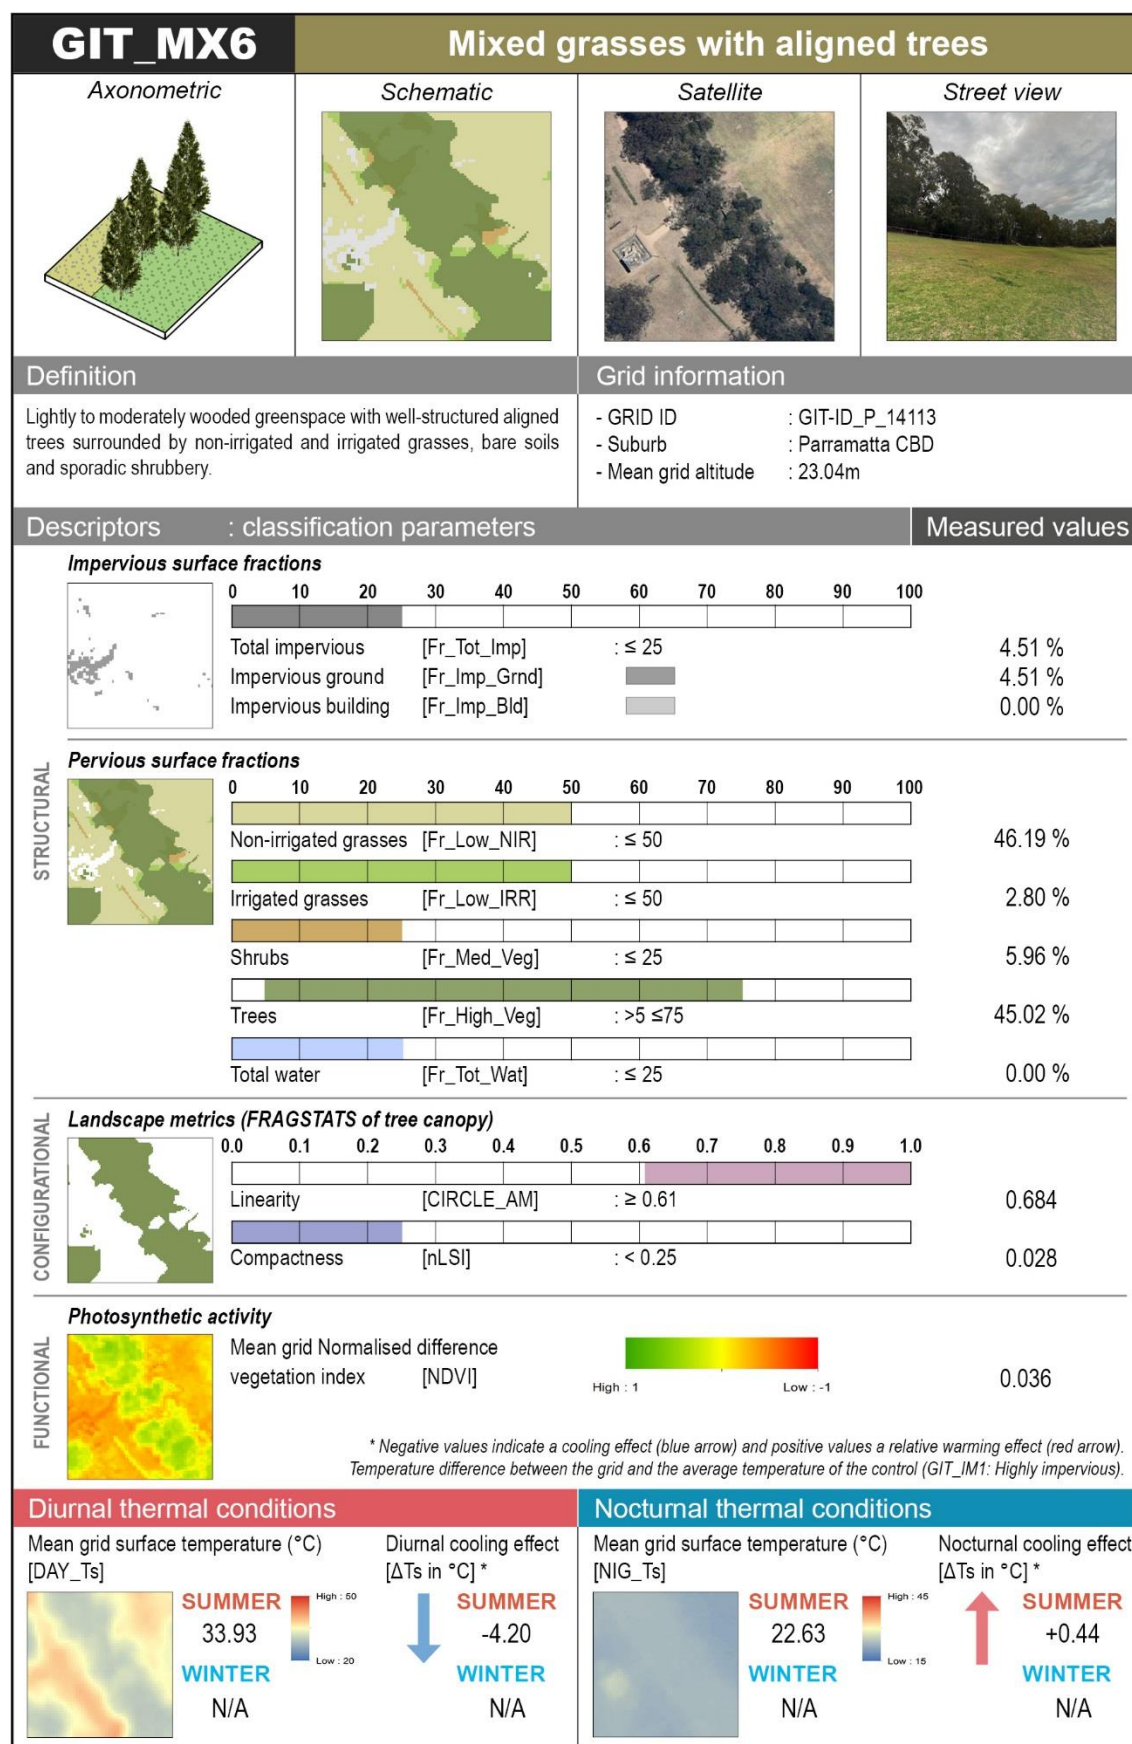 GIT_MX6 Mixed grasses with aligned trees
Axonometric Schematic Satellite Street view
Definition Grid information
Lightly to moderately wooded greenspace with well-structured aligned
trees surrounded by non-irrigated and irrigated grasses, bare soils
and sporadic shrubbery.
- GRID ID : GIT-ID_P_14113
- Suburb : Parramatta CBD
- Mean grid altitude : 23.04m
Descriptors : classification parameters Measured values
STRUCTURAL
Impervious surface fractions
0 10 20 30 40 50 60 70 80 90 100
Total impervious [Fr_Tot_Imp] : ≤ 25 4.51 %
Impervious ground [Fr_Imp_Grnd] 4.51 %
Impervious building [Fr_Imp_Bld] 0.00 %
Pervious surface fractions
0 10 20 30 40 50 60 70 80 90 100
Non-irrigated grasses [Fr_Low_NIR] : ≤ 50 46.19 %
Irrigated grasses [Fr_Low_IRR] : ≤ 50 2.80 %
Shrubs [Fr_Med_Veg] : ≤ 25 5.96 %
Trees [Fr_High_Veg] : >5 ≤75 45.02 %
Total water [Fr_Tot_Wat] : ≤ 25 0.00 %
CONFIGURATIONAL
Landscape metrics (FRAGSTATS of tree canopy)
0.0 0.1 0.2 0.3 0.4 0.5 0.6 0.7 0.8 0.9 1.0
Linearity [CIRCLE_AM] : ≥ 0.61 0.684
Compactness [nLSI] : < 0.25 0.028
FUNCTIONAL
Photosynthetic activity
Mean grid Normalised difference
vegetation index [NDVI] 0.036
High : 1 Low : -1
* Negative values indicate a cooling effect (blue arrow) and positive values a relative warming effect (red arrow).
Temperature difference between the grid and the average temperature of the control (GIT_IM1: Highly impervious).
Diurnal thermal conditions
Mean grid surface temperature (°C)
[DAY_Ts]
SUMMER
33.93
WINTER
N/A
High : 50
Low : 20
Diurnal cooling effect
[ΔTs in °C] *
SUMMER
-4.20
WINTER
N/A
Nocturnal thermal conditions
Mean grid surface temperature (°C)
[NIG_Ts]
SUMMER
22.63
WINTER
N/A
High : 45
Low : 15
Nocturnal cooling effect
[ΔTs in °C] *
SUMMER
+0.44
WINTER
N/A